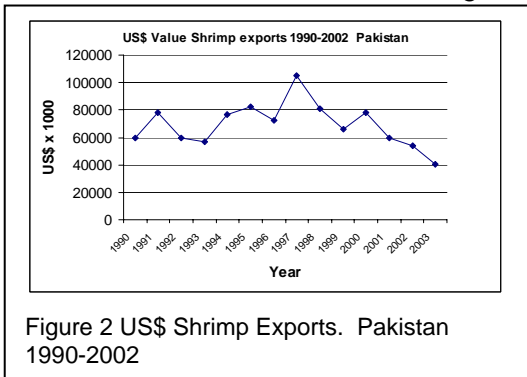 US$ Value Shrimp exports 1990-2002 Pakistan
120000
100000
80000
60000
40000
20000
0
US$ x 1000
1990 1991 1992 1993 1994 1995 1996 1997 1998 1999 2000 2001 2002 2003
Year
Figure 2 US$ Shrimp Exports. Pakistan
1990-2002